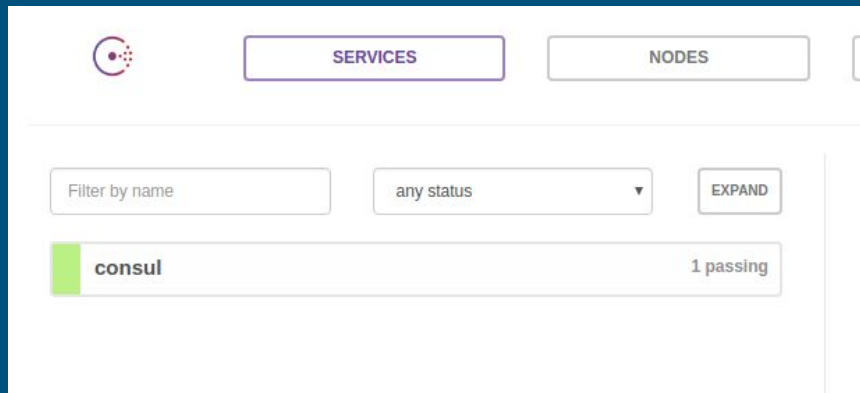 SERVICES
NODES
Filter by name
any status
EXPAND
consul
1 passing